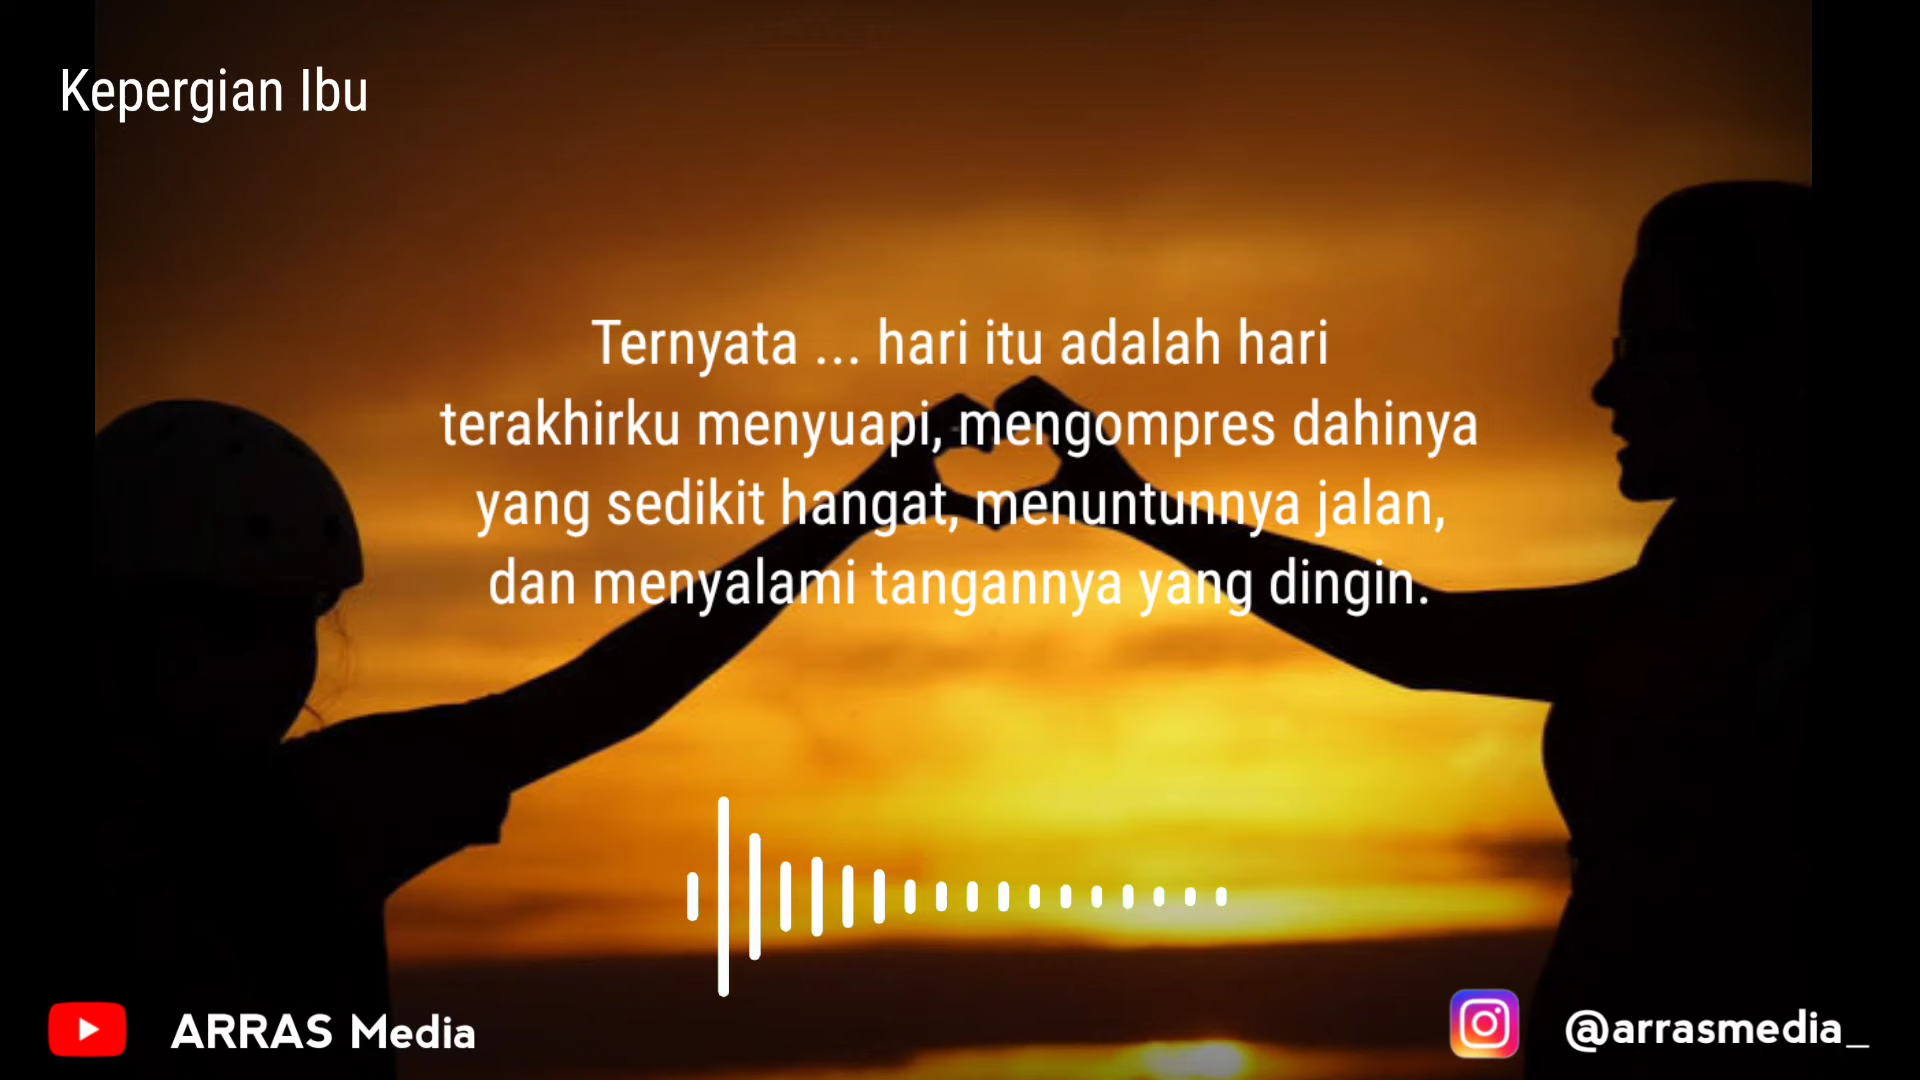 Kepergian Ibu
Ternyata ... hari itu adalah hari
terakhirku menyuapi, mengompres dahinya
yang sedikit hangat, menuntunnya jalan,
dan menyalami tangannya yang dingin.
ARRAS Media
@arrasmedia_